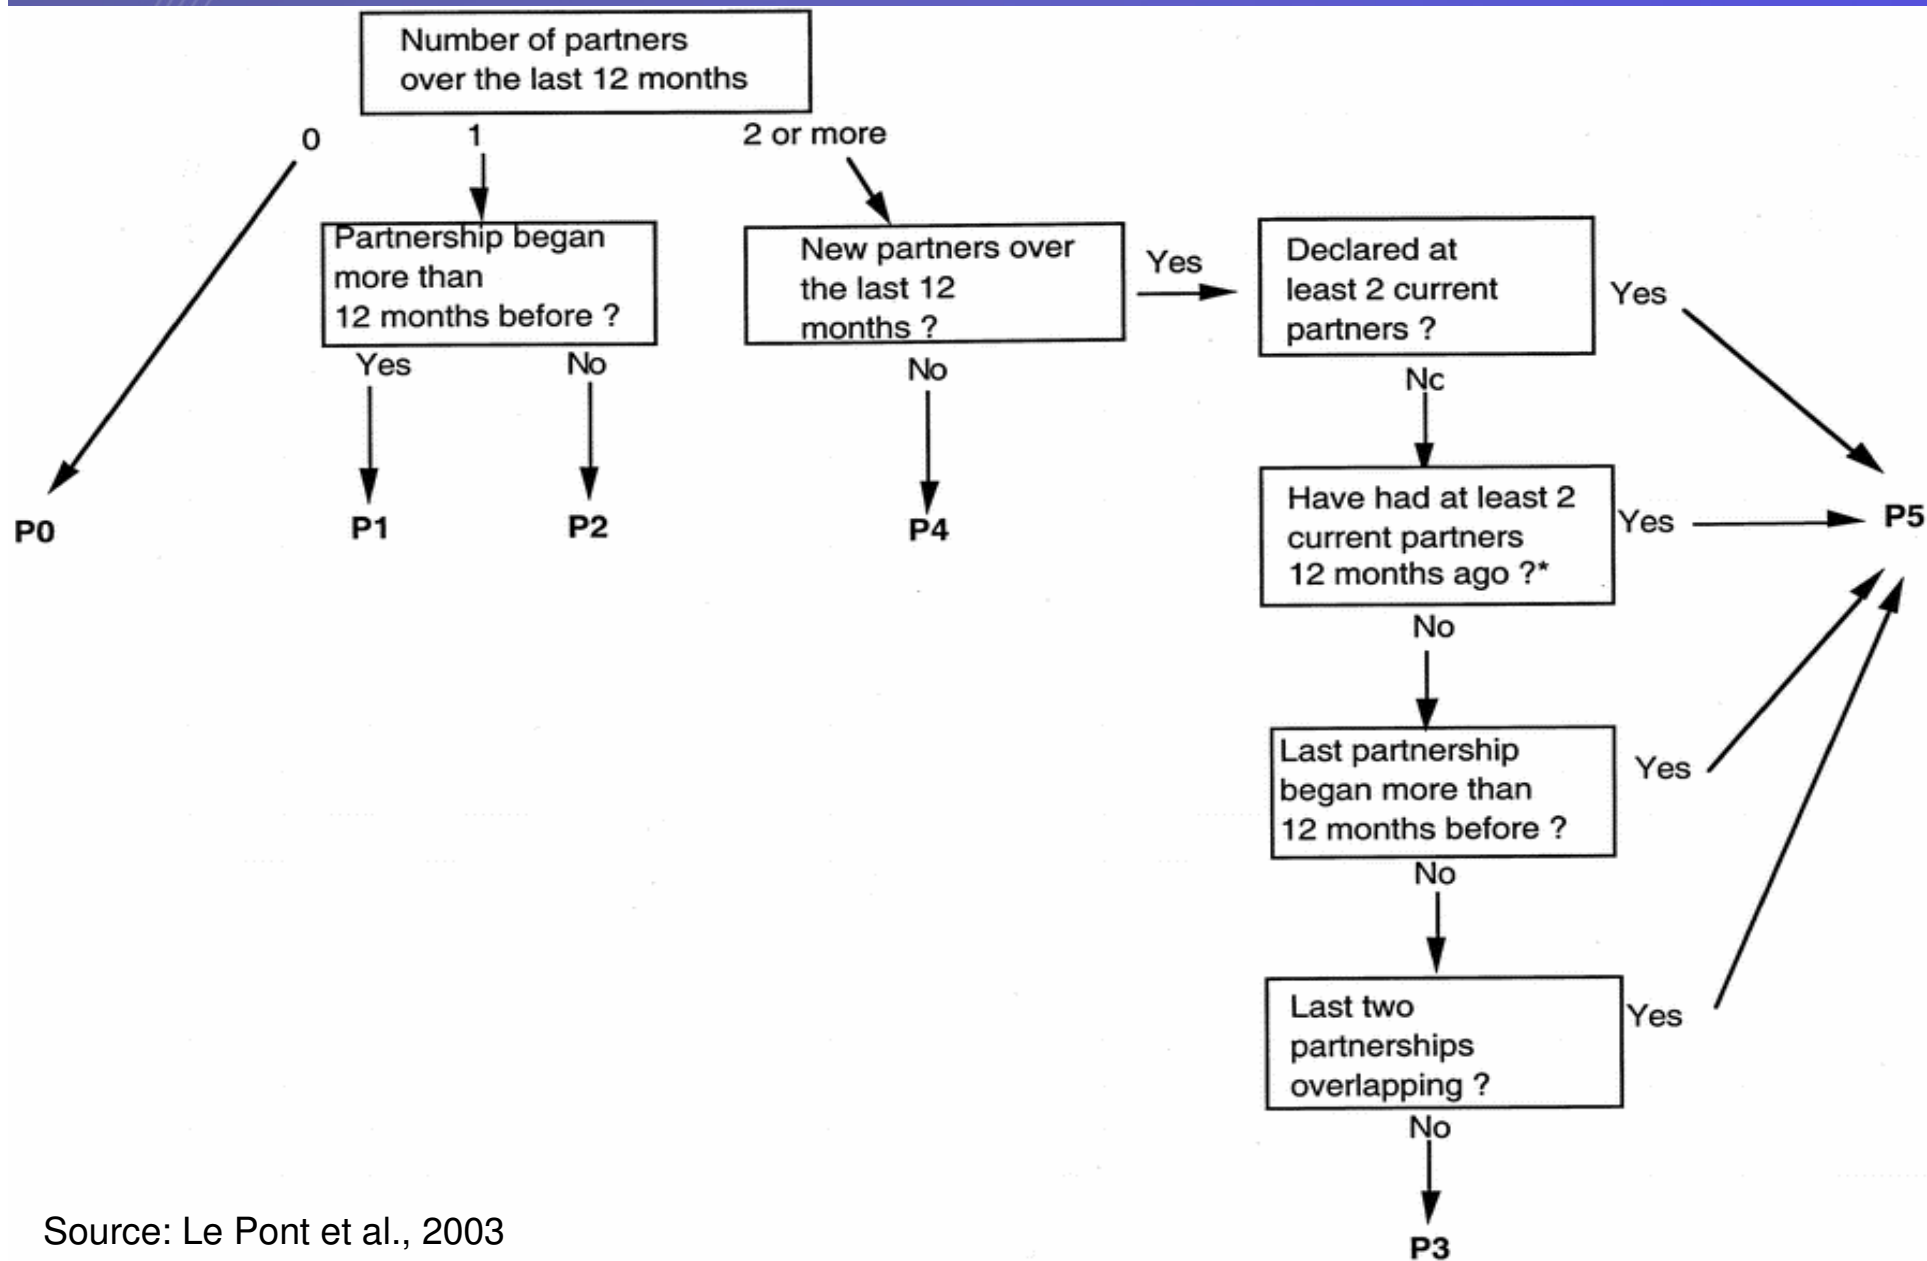 Number of partners
over the last 12 months
0
1
2 or more
Partnership began
more than
12 months before ?
Yes
No
New partners over
the last 12
months ?
Yes
No
Declared at
least 2 current
partners ?
Yes
Nc
Have had at least 2
current partners
12 months ago ?*
Yes
No
Last partnership
began more than
12 months before ?
Yes
No
Last two
partnerships
overlapping ?
Yes
No
P0
P1
P2
P4
P5
P3
Source: Le Pont et al., 2003